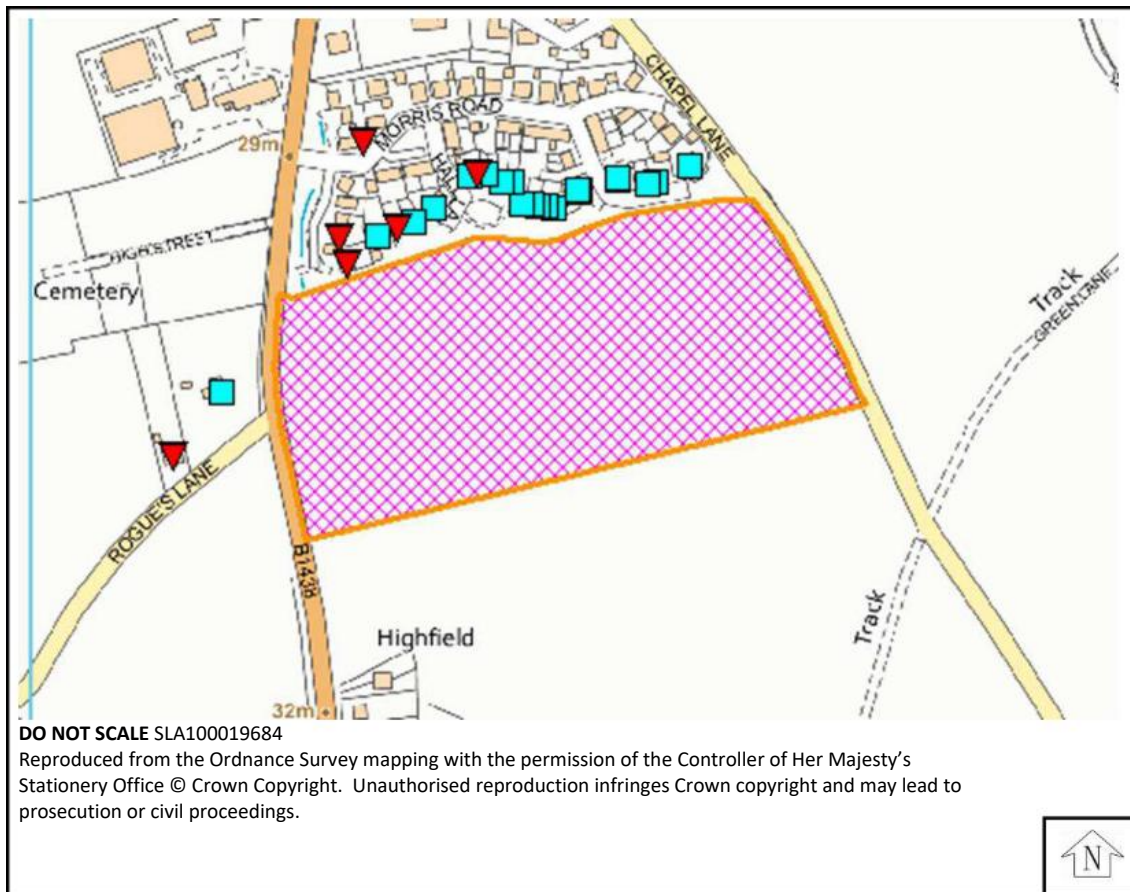 CHAPEL LANE
MORRIS ROAD
29m
HIGH STREET
Cemetery
Track
GREEN LANE
ROGUE'S LANE
B1438
Track
Highfield
32m
DO NOT SCALE SLA100019684
Reproduced from the Ordnance Survey mapping with the permission of the Controller of Her Majesty's
Stationery Office © Crown Copyright. Unauthorised reproduction infringes Crown copyright and may lead to
prosecution or civil proceedings.
N